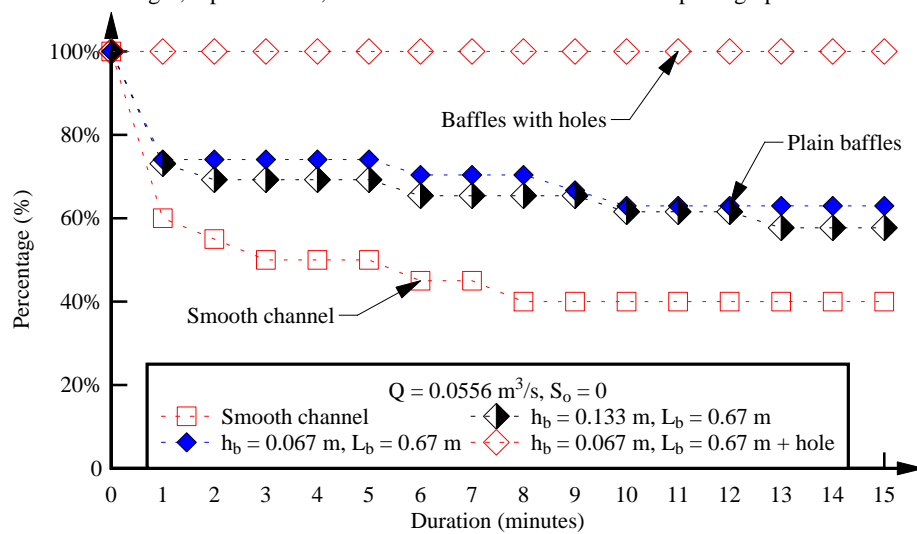 100%
80%
60%
40%
20%
0
Percentage (%)
Baffles with holes
Plain baffles
Smooth channel
Q = 0.0556 m³/s, Sₒ = 0
Smooth channel
h_b = 0.133 m, L_b = 0.67 m
h_b = 0.067 m, L_b = 0.67 m
h_b = 0.067 m, L_b = 0.67 m + hole
0 1 2 3 4 5 6 7 8 9 10 11 12 13 14 15
Duration (minutes)